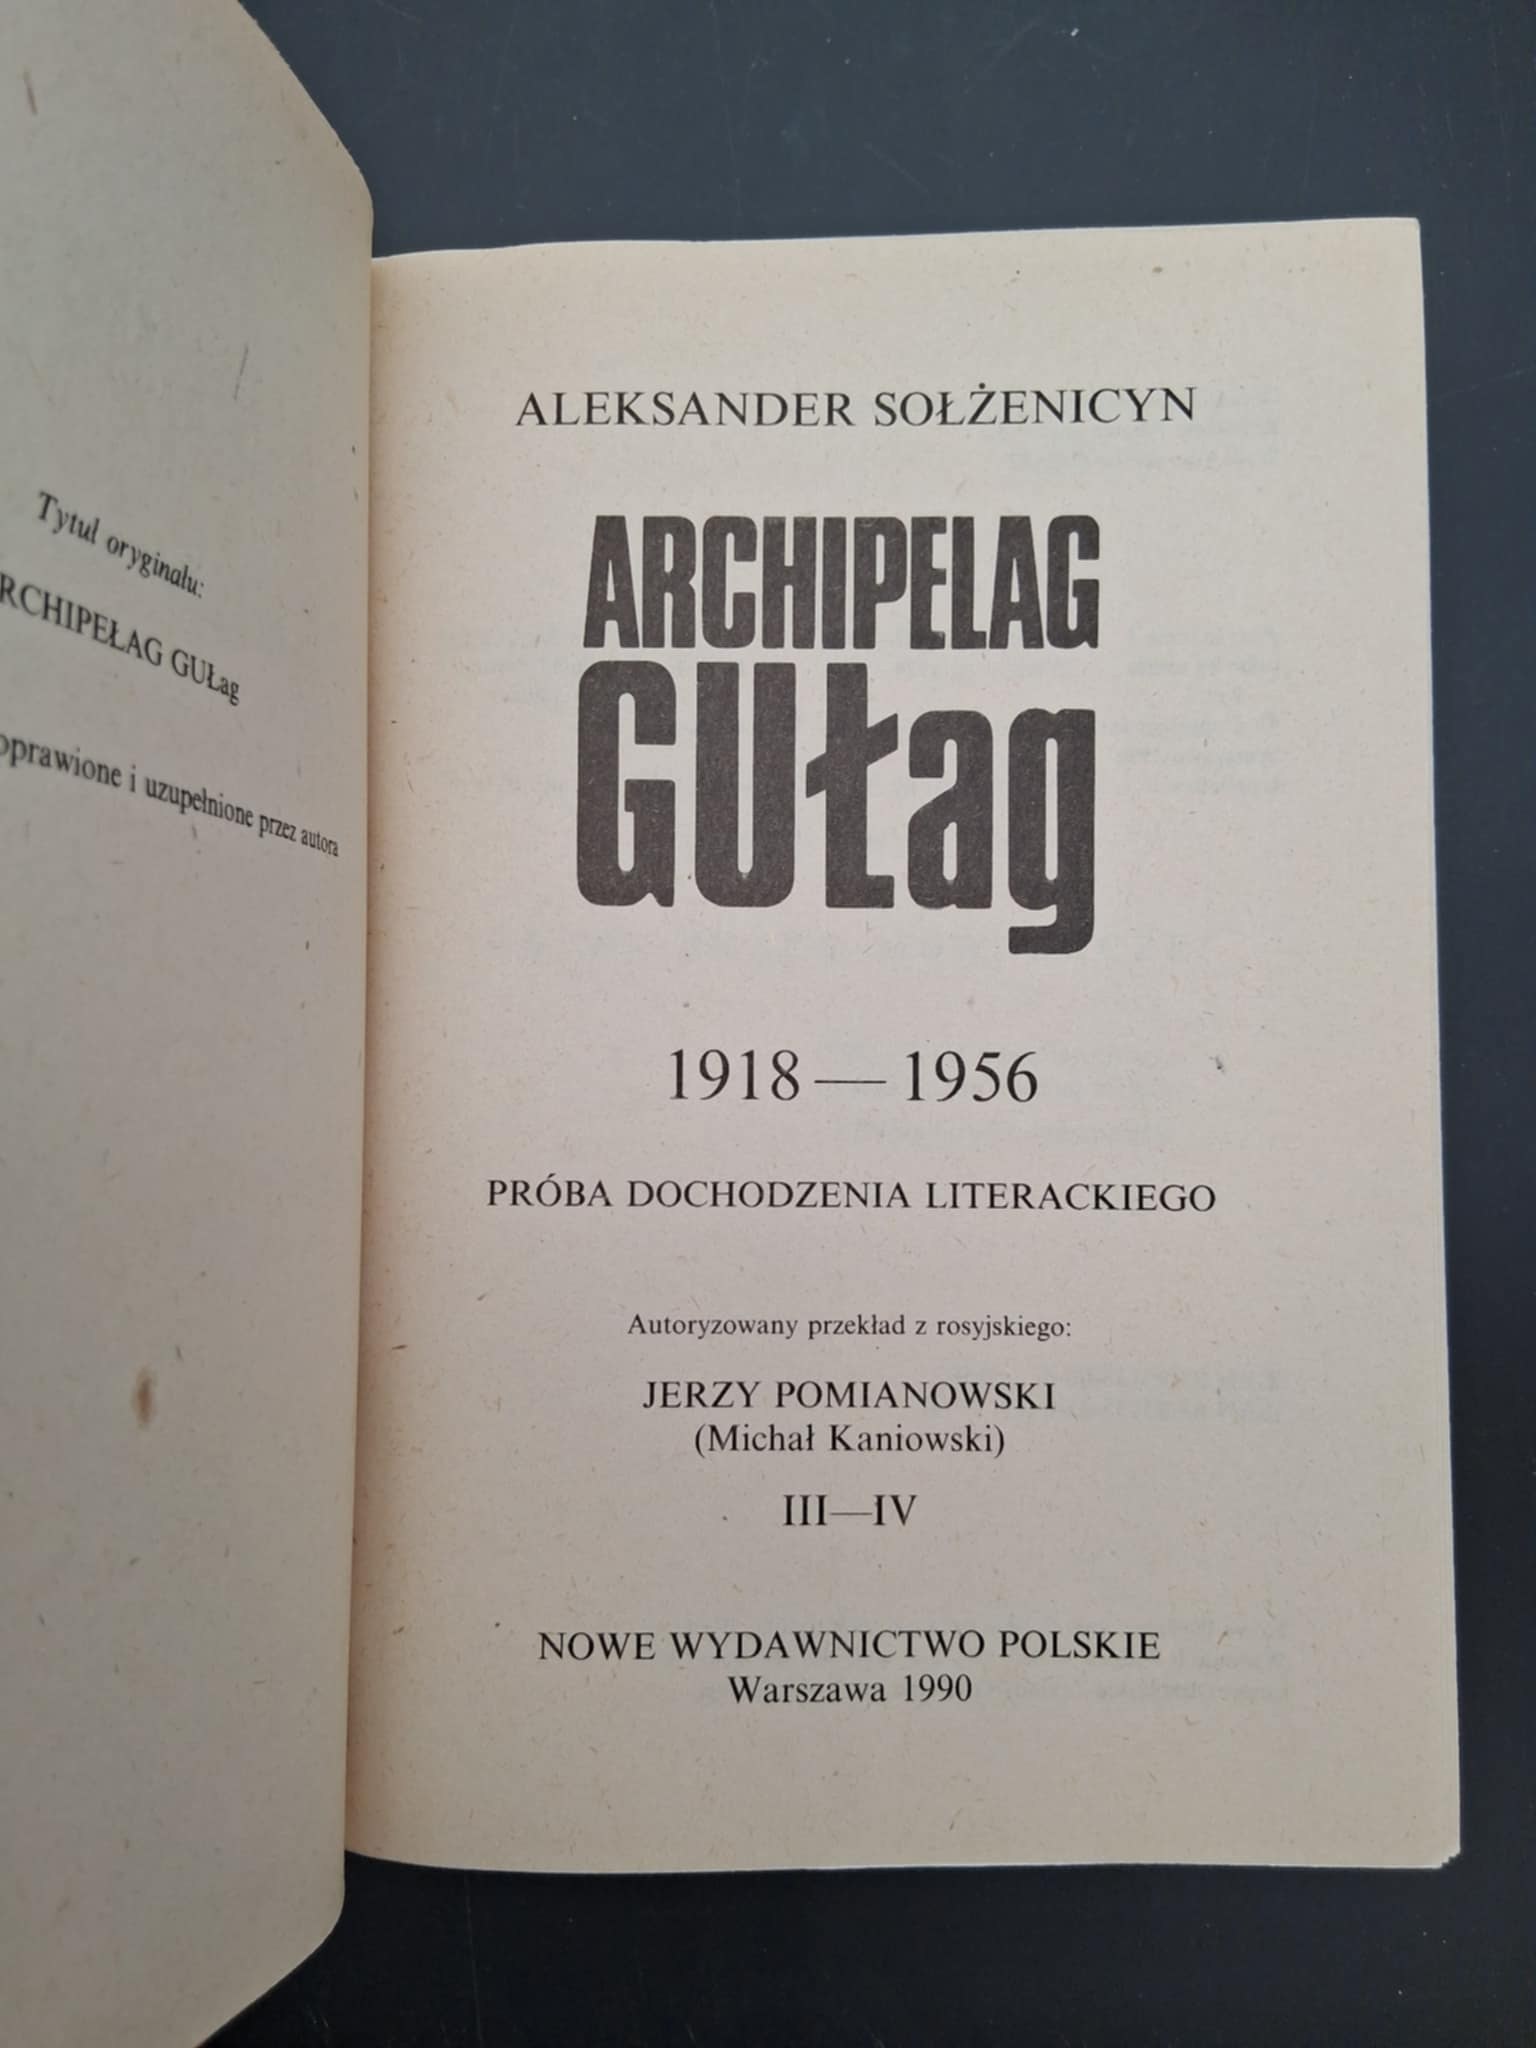 Tytuł oryginału:
RCHIPEŁAG GUŁag
oprawione i uzupełnione przez autora
ALEKSANDER SOŁŻENICYN
ARCHIPELAG
GUŁag
1918 — 1956
PRÓBA DOCHODZENIA LITERACKIEGO
Autoryzowany przekład z rosyjskiego:
JERZY POMIANOWSKI
(Michał Kaniowski)
III—IV
NOWE WYDAWNICTWO POLSKIE
Warszawa 1990